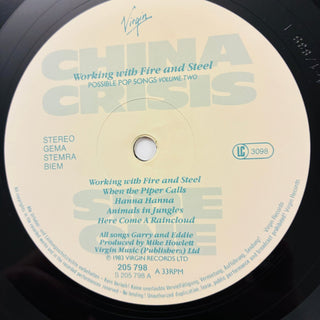 Virgin
CHINA
CRISIS
Working with Fire and Steel
POSSIBLE POP SONGS VOLUME TWO
STEREO
GEMA
STEMRA
BIEM
LC 3098
SIDE
ONE
Working with Fire and Steel
When the Piper Calls
Hanna Hanna
Animals in Jungles
Here Come A Raincloud
All songs Garry and Eddie
Produced by Mike Howlett
Virgin Music (Publishers) Ltd
℗ 1983 VIRGIN RECORDS LTD
205 798
S 205 798 A A 33RPM